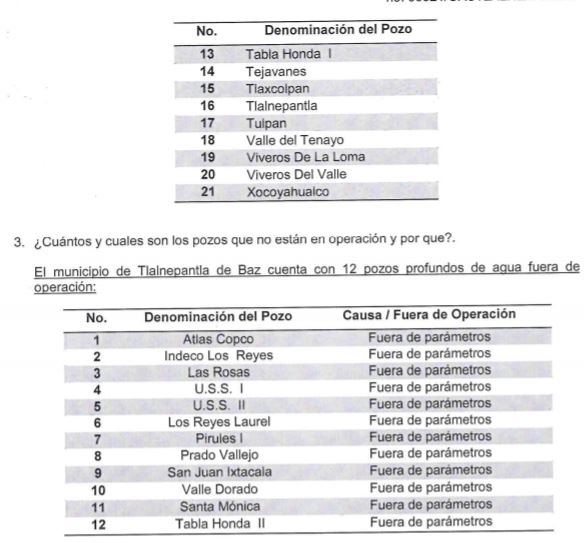 No. Denominación del Pozo
13 Tabla Honda I
14 Tejavanes
15 Tlaxcolpan
16 Tlalnepantla
17 Tulpan
18 Valle del Tenayo
19 Viveros De La Loma
20 Viveros Del Valle
21 Xocoyahualco
3. ¿Cuántos y cuales son los pozos que no están en operación y por que?.
El municipio de Tlalnepantla de Baz cuenta con 12 pozos profundos de agua fuera de
operación:
No. Denominación del Pozo Causa / Fuera de Operación
1 Atlas Copco Fuera de parámetros
2 Indeco Los Reyes Fuera de parámetros
3 Las Rosas Fuera de parámetros
4 U.S.S. I Fuera de parámetros
5 U.S.S. II Fuera de parámetros
6 Los Reyes Laurel Fuera de parámetros
7 Pirules I Fuera de parámetros
8 Prado Vallejo Fuera de parámetros
9 San Juan Ixtacala Fuera de parámetros
10 Valle Dorado Fuera de parámetros
11 Santa Mónica Fuera de parámetros
12 Tabla Honda II Fuera de parámetros